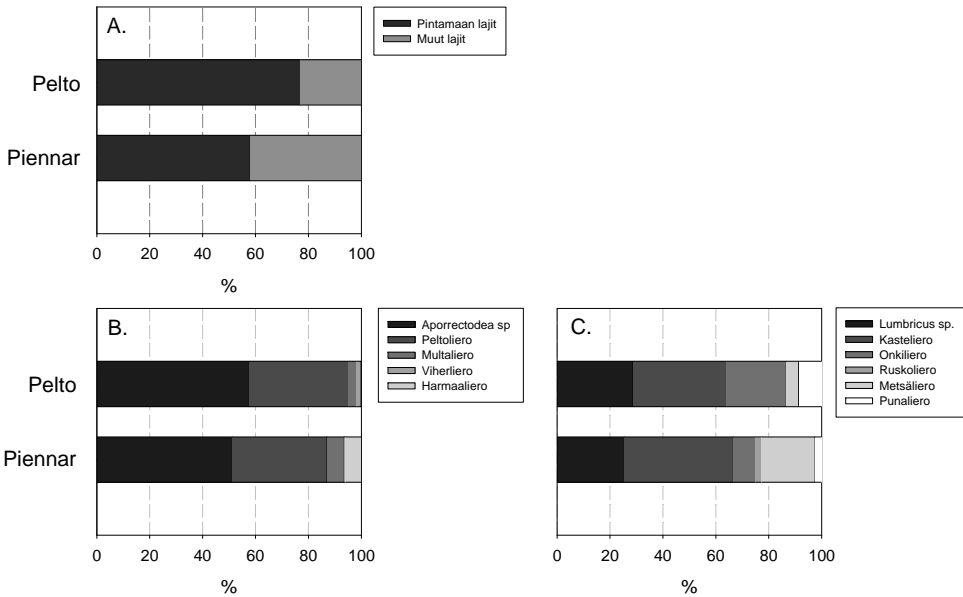 A.
Pintamaan lajit
Muut lajit
Pelto
Piennar
0 20 40 60 80 100
%
B.
Aporrectodea sp
Peltoliero
Multaliero
Viherliero
Harmaaliero
Pelto
Piennar
0 20 40 60 80 100
%
C.
Lumbricus sp.
Kasteliero
Onkiliero
Ruskoliero
Metsäliero
Punaliero
0 20 40 60 80 100
%